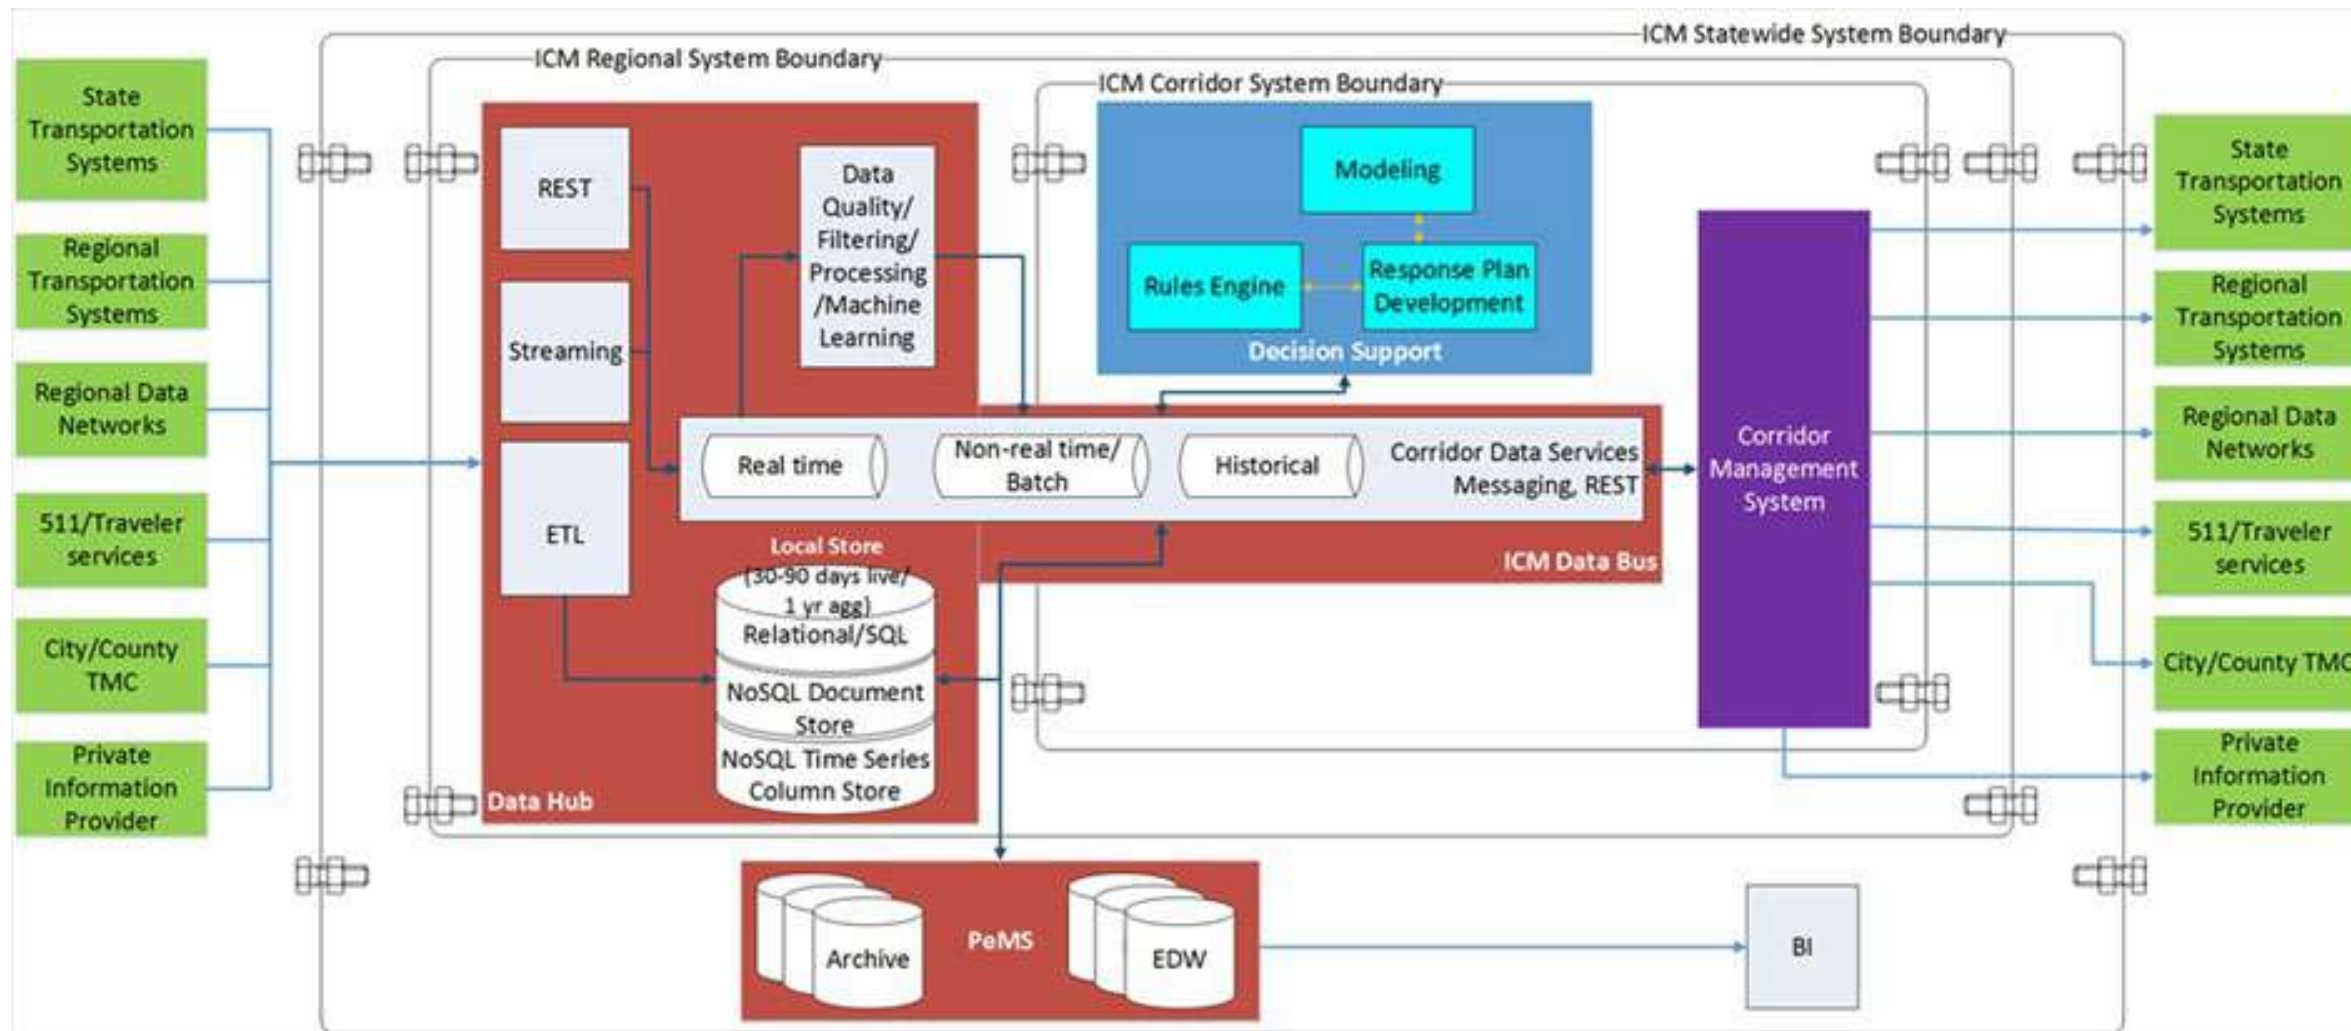 ICM Statewide System Boundary
ICM Regional System Boundary
ICM Corridor System Boundary
State
Transportation
Systems
Regional
Transportation
Systems
Regional Data
Networks
511/Traveler
services
City/County
TMC
Private
Information
Provider
REST
Streaming
ETL
Data
Quality/
Filtering/
Processing
/Machine
Learning
Modeling
Rules Engine
Response Plan
Development
Decision Support
Real time
Non-real time/
Batch
Historical
Corridor Data Services
Messaging, REST
ICM Data Bus
Local Store
(30-90 days live/
1 yr agg)
Relational/SQL
NoSQL Document
Store
NoSQL Time Series
Column Store
Data Hub
Corridor
Management
System
Archive
PeMS
EDW
BI
State
Transportation
Systems
Regional
Transportation
Systems
Regional Data
Networks
511/Traveler
services
City/County TMC
Private
Information
Provider